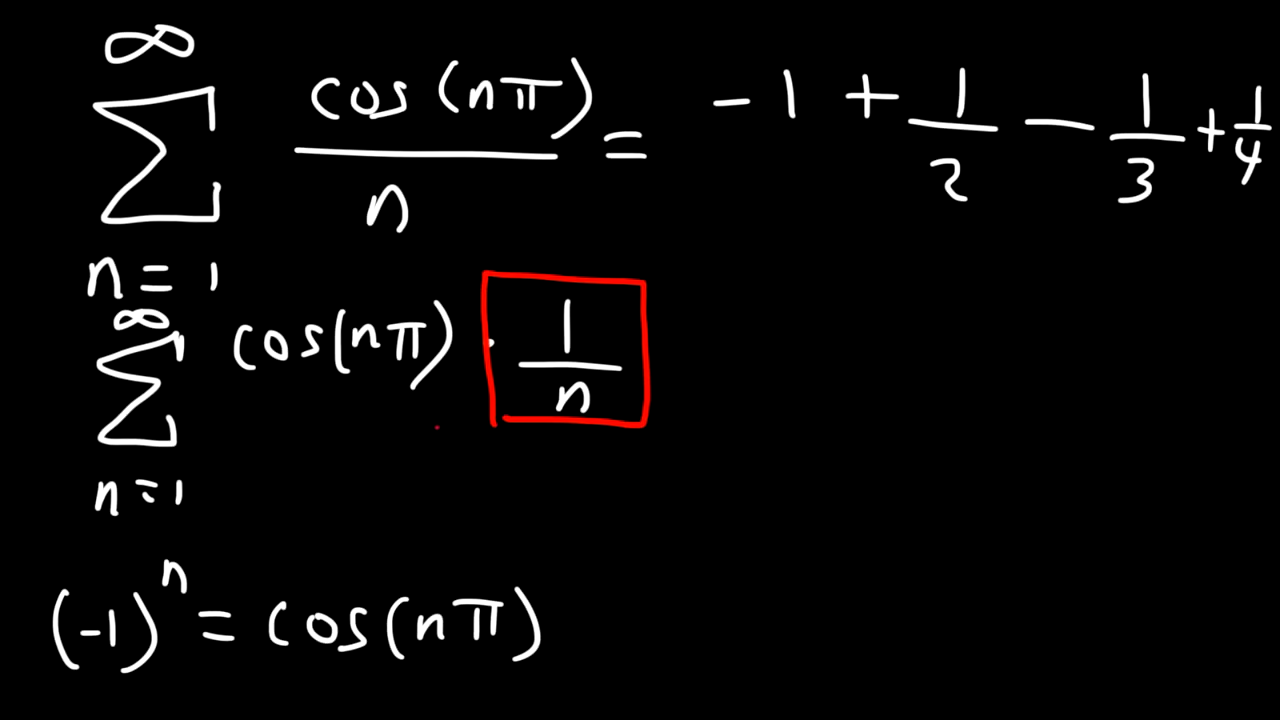 ∞
∑ cos(nπ)/n = -1 + 1/2 - 1/3 + 1/4
n = 1
∞
∑ cos(nπ) · 1/n
n = 1
(-1)^n = cos(nπ)